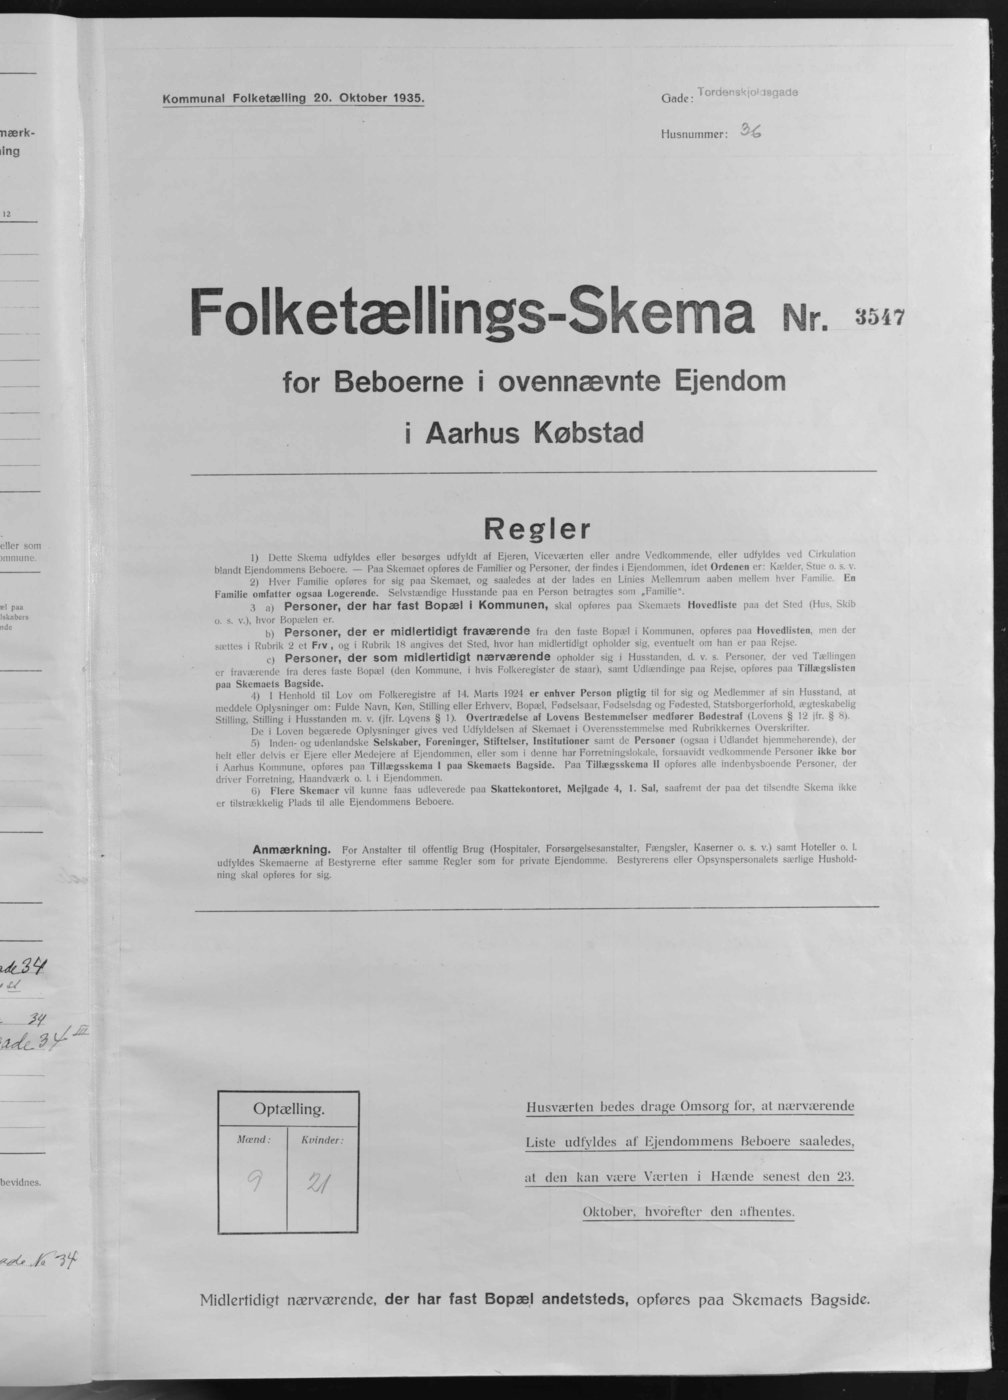 Kommunal Folketælling 20. Oktober 1935.
Gade: Tordenskjoldsgade
Husnummer: 36
Folketællings-Skema Nr. 3547
for Beboerne i ovennævnte Ejendom
i Aarhus Købstad
Regler
1) Dette Skema udfyldes eller besørges udfyldt af Ejeren, Viceværten eller andre Vedkommende, eller udfyldes ved Cirkulation
blandt Ejendommens Beboere. — Paa Skemaet opføres de Familier og Personer, der findes i Ejendommen, idet Ordenen er: Kælder, Stue o. s. v.
2) Hver Familie opføres for sig paa Skemaet, og saaledes at der lades en Linies Mellemrum aaben mellem hver Familie. En
Familie omfatter ogsaa Logerende. Selvstændige Husstande paa en Person betragtes som „Familie".
3 a) Personer, der har fast Bopæl i Kommunen, skal opføres paa Skemaets Hovedliste paa det Sted (Hus, Skib
o. s. v.), hvor Bopælen er.
b) Personer, der er midlertidigt fraværende fra den faste Bopæl i Kommunen, opføres paa Hovedlisten, men der
sættes i Rubrik 2 et Frv., og i Rubrik 18 angives det Sted, hvor han midlertidigt opholder sig, eventuelt om han er paa Rejse.
c) Personer, der som midlertidigt nærværende opholder sig i Husstanden, d. v. s. Personer, der ved Tællingen
er fraværende fra deres faste Bopæl (den Kommune, i hvis Folkeregister de staar), samt Udlændinge paa Rejse, opføres paa Tillægslisten
paa Skemaets Bagside.
4) I Henhold til Lov om Folkeregistre af 14. Marts 1924 er enhver Person pligtig til for sig og Medlemmer af sin Husstand, at
meddele Oplysninger om: Fulde Navn, Køn, Stilling eller Erhverv, Bopæl, Fødselsaar, Fødselsdag og Fødested, Statsborgerforhold, ægteskabelig
Stilling, Stilling i Husstanden m. v. (jfr. Lovens § 1). Overtrædelse af Lovens Bestemmelser medfører Bødestraf (Lovens § 12 jfr. § 8).
De i Loven begærede Oplysninger gives ved Udfyldelsen af Skemaet i Overensstemmelse med Rubrikkernes Overskrifter.
5) Inden- og udenlandske Selskaber, Foreninger, Stiftelser, Institutioner samt de Personer (ogsaa i Udlandet hjemmehørende), der
helt eller delvis er Ejere eller Medejere af Ejendommen, eller som i denne har Forretningslokale, forsaavidt vedkommende Personer ikke bor
i Aarhus Kommune, opføres paa Tillægsskema I paa Skemaets Bagside. Paa Tillægsskema II opføres alle indenbysboende Personer, der
driver Forretning, Haandværk o. l. i Ejendommen.
6) Flere Skemaer vil kunne faas udleverede paa Skattekontoret, Mejlgade 4, 1. Sal, saafremt der paa det tilsendte Skema ikke
er tilstrækkelig Plads til alle Ejendommens Beboere.
Anmærkning. For Anstalter til offentlig Brug (Hospitaler, Forsørgelsesanstalter, Fængsler, Kaserner o. s. v.) samt Hoteller o. l.
udfyldes Skemaerne af Bestyrerne efter samme Regler som for private Ejendomme. Bestyrerens eller Opsynspersonalets særlige Hushold-
ning skal opføres for sig.
Optælling.
Mænd: Kvinder:
9 21
Husværten bedes drage Omsorg for, at nærværende
Liste udfyldes af Ejendommens Beboere saaledes,
at den kan være Værten i Hænde senest den 23.
Oktober, hvorefter den afhentes.
Midlertidigt nærværende, der har fast Bopæl andetsteds, opføres paa Skemaets Bagside.